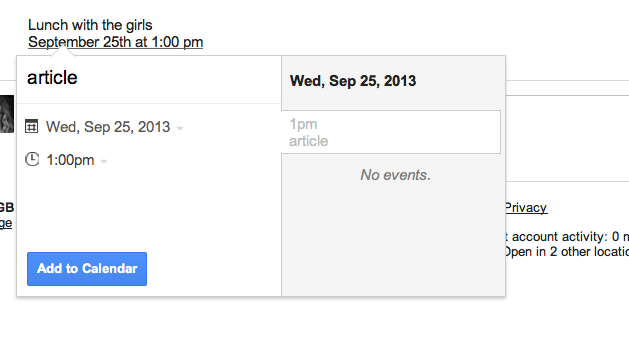 Lunch with the girls
September 25th at 1:00 pm
article
Wed, Sep 25, 2013
1:00pm
Add to Calendar
Wed, Sep 25, 2013
1pm
article
No events.
GB
ge
Privacy
t account activity: 0 m
Open in 2 other locatio